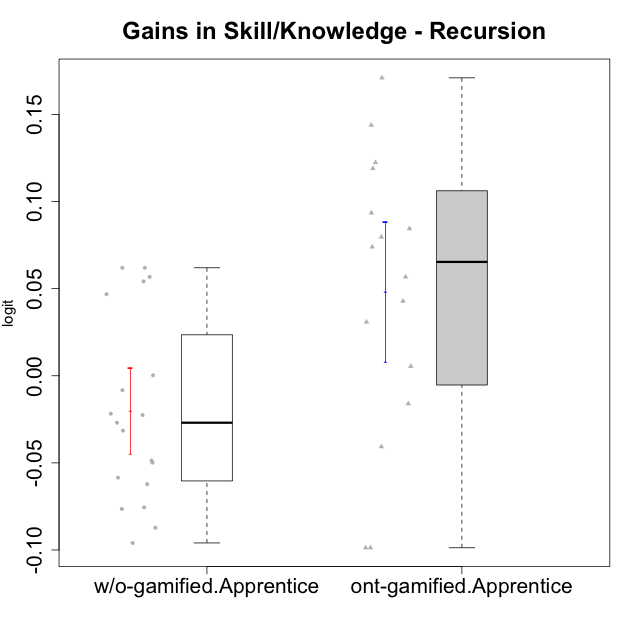 Gains in Skill/Knowledge - Recursion
logit
0.15
0.10
0.05
0.00
-0.05
-0.10
w/o-gamified.Apprentice ont-gamified.Apprentice